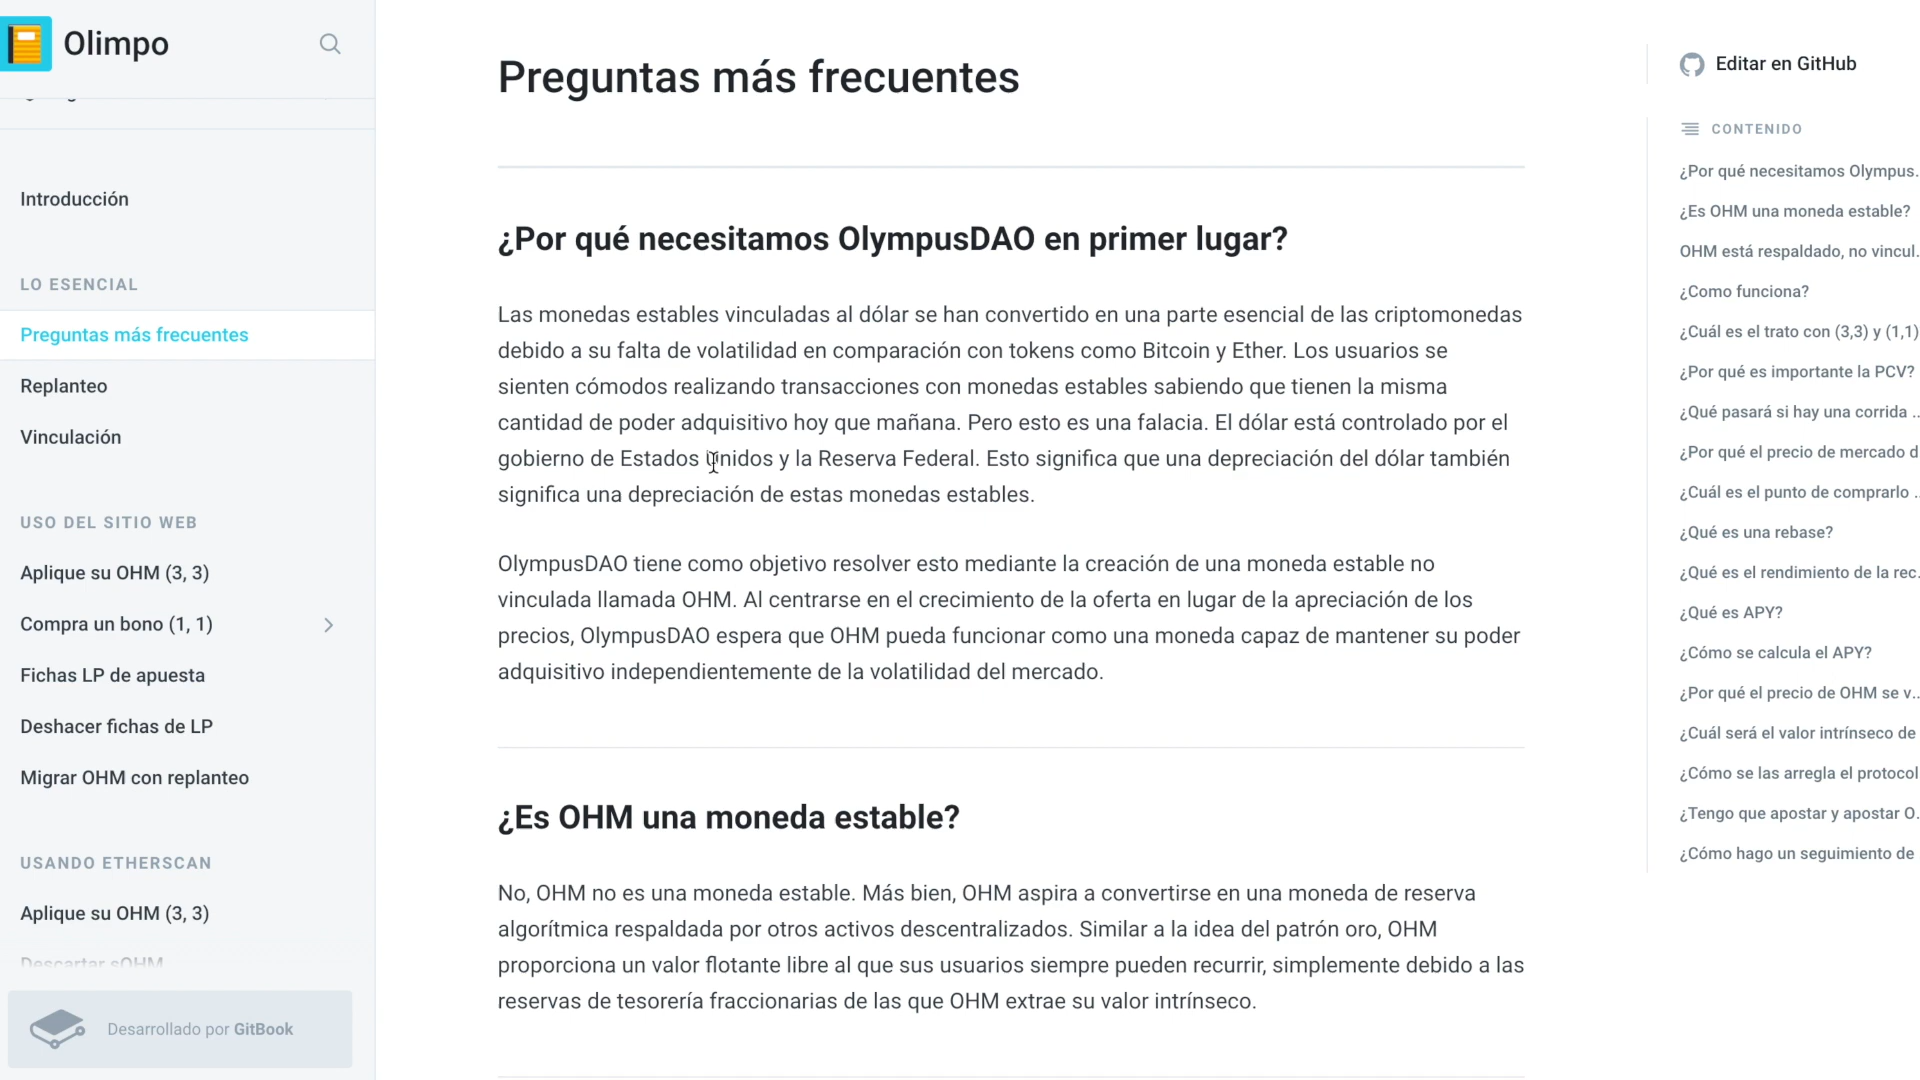 Olimpo
Introducción
LO ESENCIAL
Preguntas más frecuentes
Replanteo
Vinculación
USO DEL SITIO WEB
Aplique su OHM (3, 3)
Compra un bono (1, 1)
Fichas LP de apuesta
Deshacer fichas de LP
Migrar OHM con replanteo
USANDO ETHERSCAN
Aplique su OHM (3, 3)
Descartar sOHM
Desarrollado por GitBook
Preguntas más frecuentes
¿Por qué necesitamos OlympusDAO en primer lugar?
Las monedas estables vinculadas al dólar se han convertido en una parte esencial de las criptomonedas
debido a su falta de volatilidad en comparación con tokens como Bitcoin y Ether. Los usuarios se
sienten cómodos realizando transacciones con monedas estables sabiendo que tienen la misma
cantidad de poder adquisitivo hoy que mañana. Pero esto es una falacia. El dólar está controlado por el
gobierno de Estados Unidos y la Reserva Federal. Esto significa que una depreciación del dólar también
significa una depreciación de estas monedas estables.
OlympusDAO tiene como objetivo resolver esto mediante la creación de una moneda estable no
vinculada llamada OHM. Al centrarse en el crecimiento de la oferta en lugar de la apreciación de los
precios, OlympusDAO espera que OHM pueda funcionar como una moneda capaz de mantener su poder
adquisitivo independientemente de la volatilidad del mercado.
¿Es OHM una moneda estable?
No, OHM no es una moneda estable. Más bien, OHM aspira a convertirse en una moneda de reserva
algorítmica respaldada por otros activos descentralizados. Similar a la idea del patrón oro, OHM
proporciona un valor flotante libre al que sus usuarios siempre pueden recurrir, simplemente debido a las
reservas de tesorería fraccionarias de las que OHM extrae su valor intrínseco.
Editar en GitHub
CONTENIDO
¿Por qué necesitamos Olympus.
¿Es OHM una moneda estable?
OHM está respaldado, no vincul.
¿Como funciona?
¿Cuál es el trato con (3,3) y (1,1)
¿Por qué es importante la PCV?
¿Qué pasará si hay una corrida ..
¿Por qué el precio de mercado d
¿Cuál es el punto de comprarlo ..
¿Qué es una rebase?
¿Qué es el rendimiento de la rec.
¿Qué es APY?
¿Cómo se calcula el APY?
¿Por qué el precio de OHM se v..
¿Cuál será el valor intrínseco de
¿Cómo se las arregla el protocol
¿Tengo que apostar y apostar O.
¿Cómo hago un seguimiento de